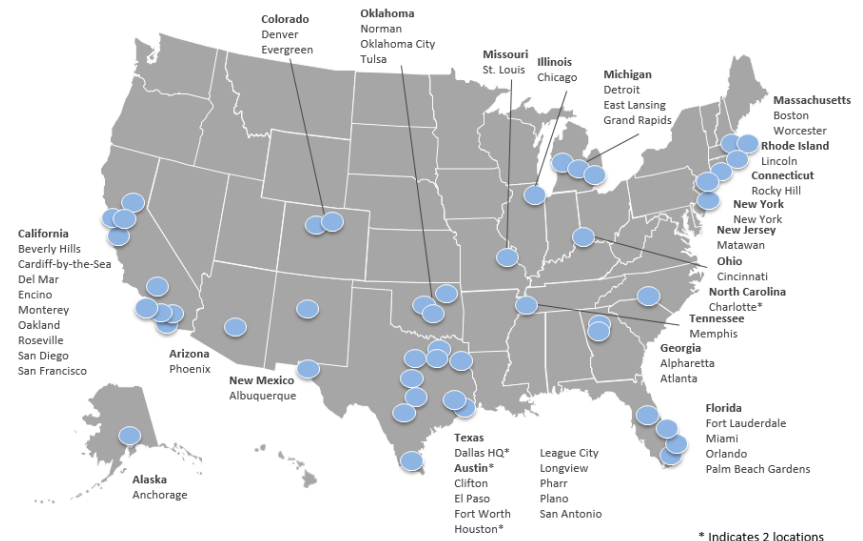 Colorado
Denver
Evergreen
Oklahoma
Norman
Oklahoma City
Tulsa
Missouri
St. Louis
Illinois
Chicago
Michigan
Detroit
East Lansing
Grand Rapids
Massachusetts
Boston
Worcester
Rhode Island
Lincoln
Connecticut
Rocky Hill
New York
New York
New Jersey
Matawan
Ohio
Cincinnati
North Carolina
Charlotte*
Tennessee
Memphis
Georgia
Alpharetta
Atlanta
Florida
Fort Lauderdale
Miami
Orlando
Palm Beach Gardens
California
Beverly Hills
Cardiff-by-the-Sea
Del Mar
Encino
Monterey
Oakland
Roseville
San Diego
San Francisco
Arizona
Phoenix
New Mexico
Albuquerque
Texas
Dallas HQ*
Austin*
Clifton
El Paso
Fort Worth
Houston*
League City
Longview
Pharr
Plano
San Antonio
Alaska
Anchorage
* Indicates 2 locations